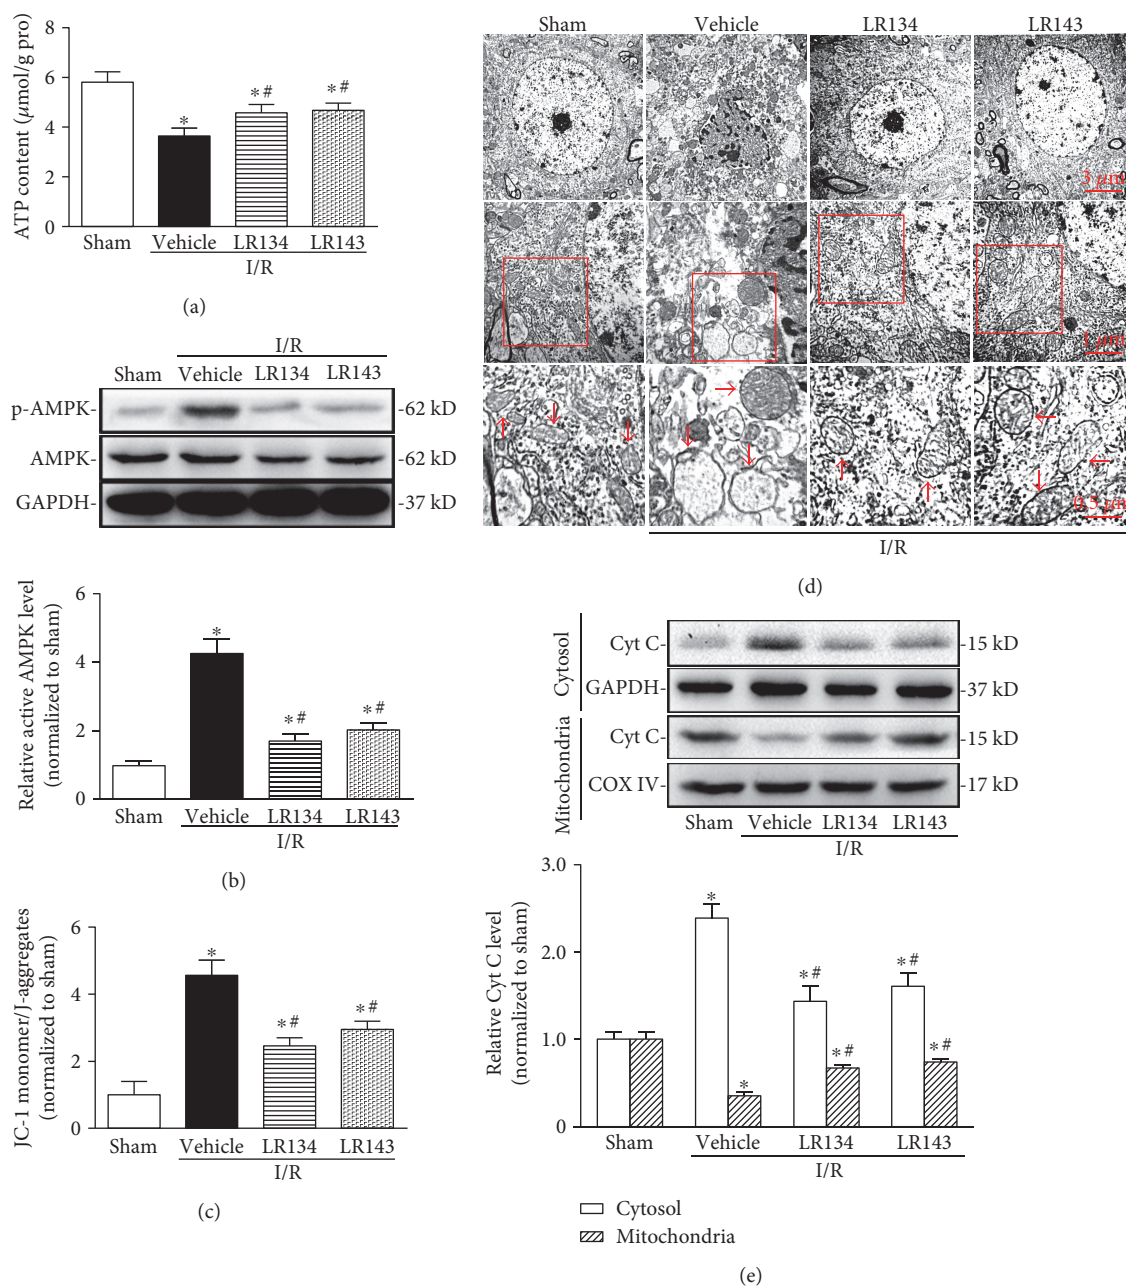 ATP content (μmol/g pro)
8
6
4
2
0
* * # * #
Sham Vehicle LR134 LR143
I/R
(a)
I/R
Sham Vehicle LR134 LR143
p-AMPK- -62 kD
AMPK- -62 kD
GAPDH- -37 kD
Relative active AMPK level
(normalized to sham)
6
4
2
0
* * # * #
Sham Vehicle LR134 LR143
I/R
(b)
JC-1 monomer/J-aggregates
(normalized to sham)
6
4
2
0
* * # * #
Sham Vehicle LR134 LR143
I/R
(c)
Sham Vehicle LR134 LR143
3 μm
1 μm
0.5 μm
I/R
(d)
Cytosol
Cyt C- -15 kD
GAPDH- -37 kD
Mitochondria
Cyt C- -15 kD
COX IV- -17 kD
Sham Vehicle LR134 LR143
I/R
Relative Cyt C level
(normalized to sham)
3.0
2.0
1.0
0.0
* * * # * # * # * #
Sham Vehicle LR134 LR143
I/R
Cytosol
Mitochondria
(e)